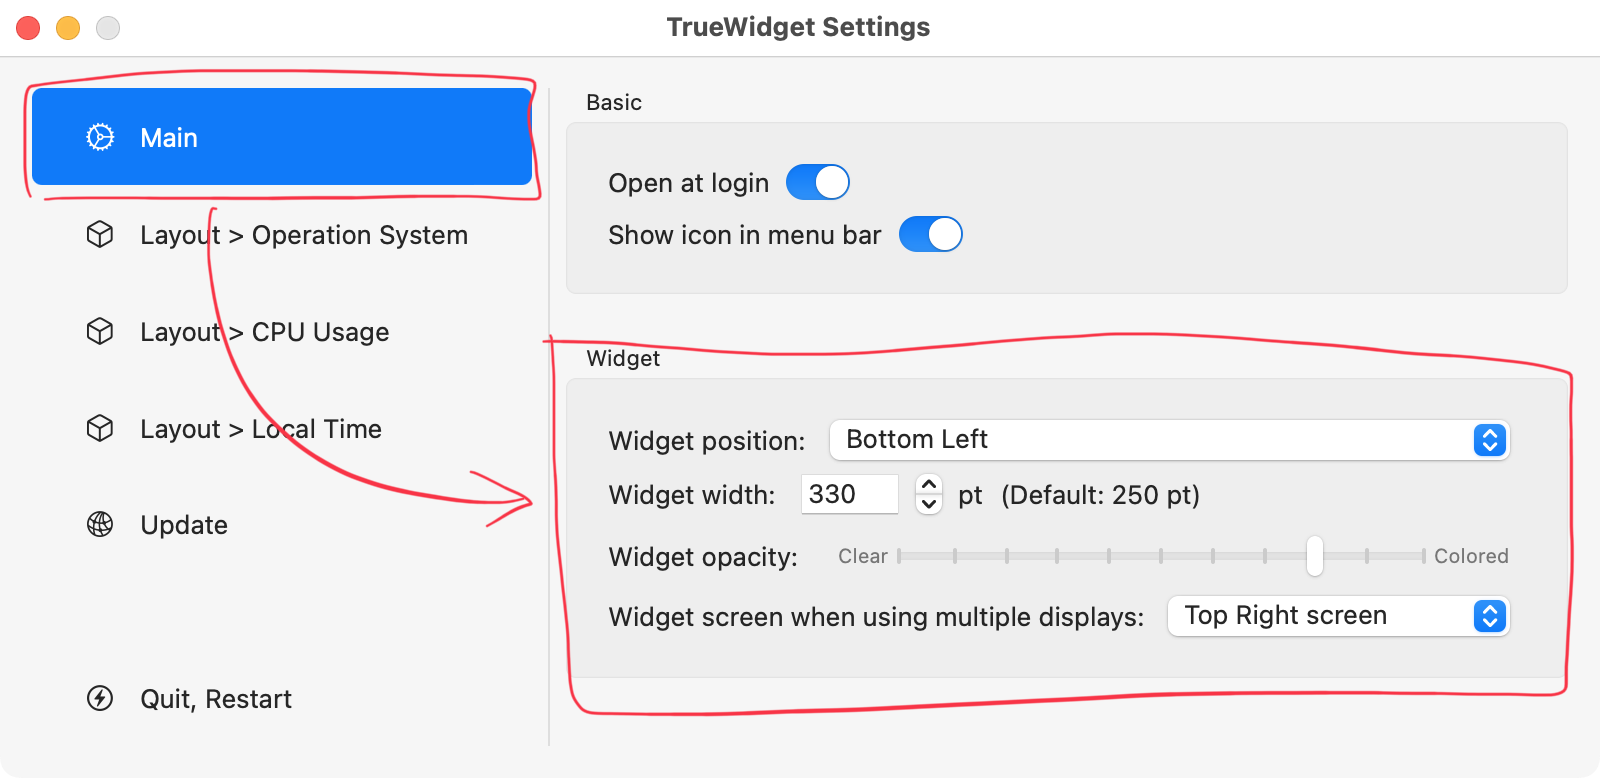 TrueWidget Settings
Main
Layout > Operation System
Layout > CPU Usage
Layout > Local Time
Update
Quit, Restart
Basic
Open at login
Show icon in menu bar
Widget
Widget position: Bottom Left
Widget width: 330 pt (Default: 250 pt)
Widget opacity: Clear Colored
Widget screen when using multiple displays: Top Right screen